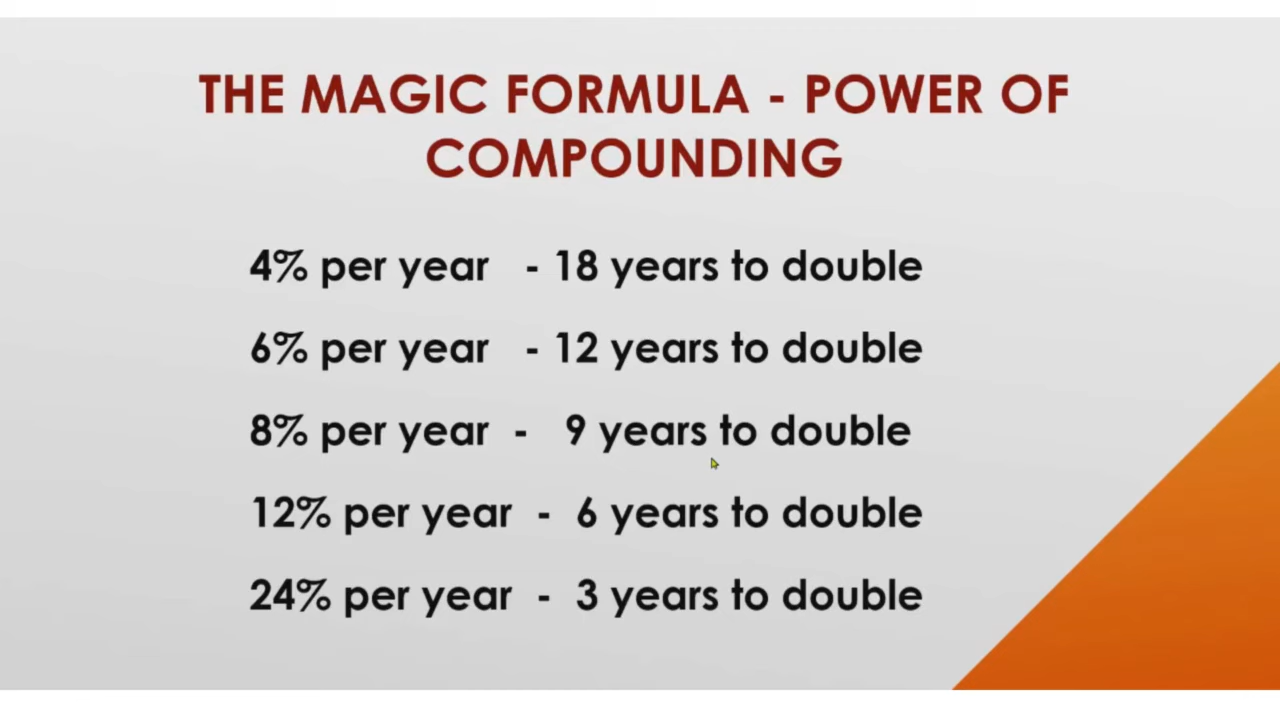 THE MAGIC FORMULA - POWER OF
COMPOUNDING
4% per year - 18 years to double
6% per year - 12 years to double
8% per year - 9 years to double
12% per year - 6 years to double
24% per year - 3 years to double